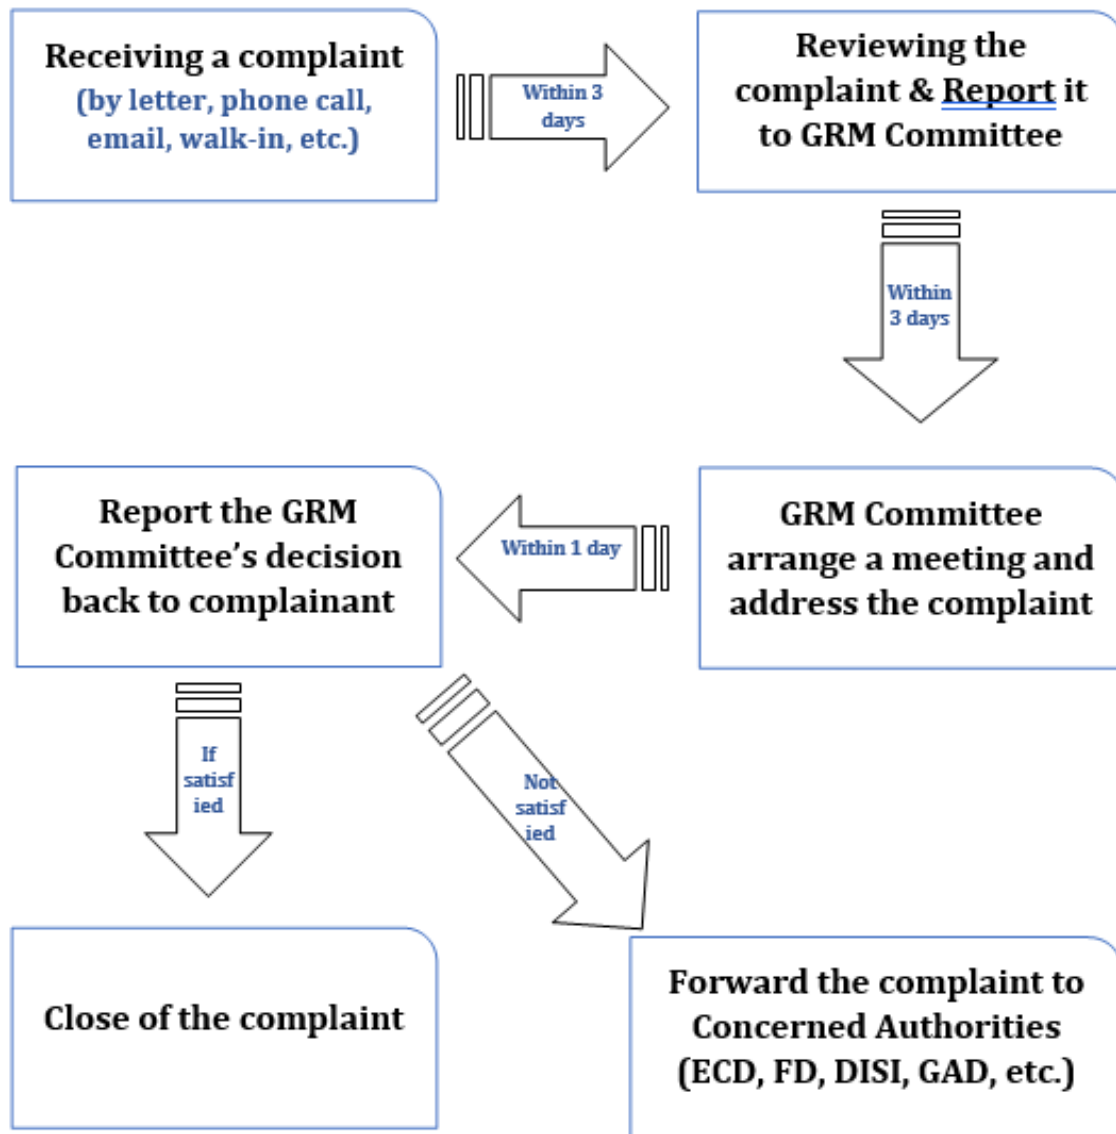 Receiving a complaint
(by letter, phone call,
email, walk-in, etc.)
Within 3
days
Reviewing the
complaint & Report it
to GRM Committee
Within
3 days
GRM Committee
arrange a meeting and
address the complaint
Within 1 day
Report the GRM
Committee’s decision
back to complainant
If
satisf
ied
Not
satisf
ied
Close of the complaint
Forward the complaint to
Concerned Authorities
(ECD, FD, DISI, GAD, etc.)